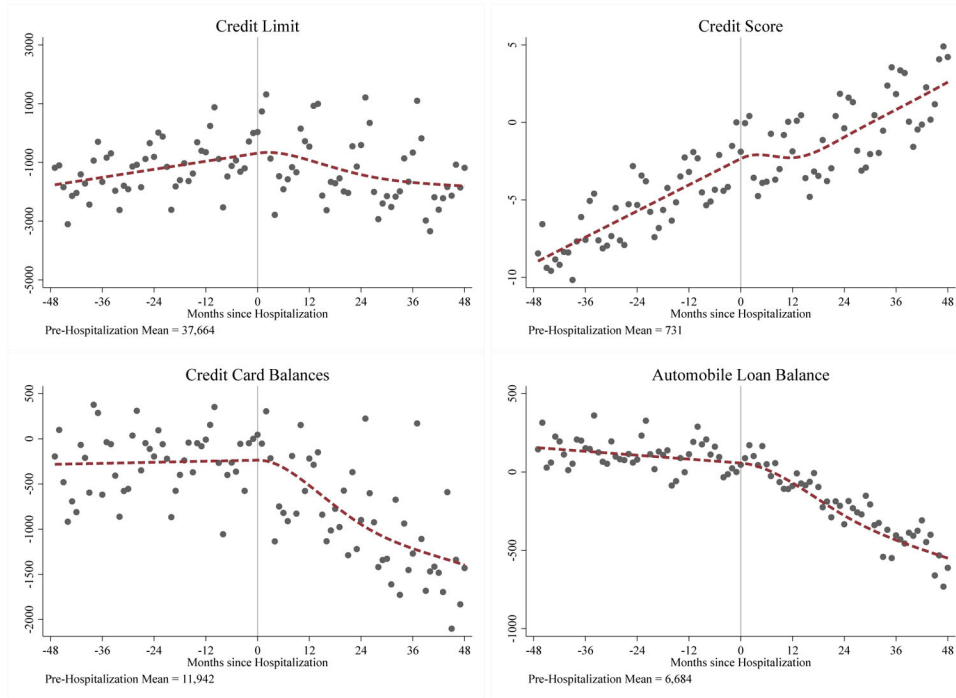 Credit Limit
3000
1000
-1000
-3000
-5000
-48 -36 -24 -12 0 12 24 36 48
Months since Hospitalization
Pre-Hospitalization Mean = 37,664
Credit Score
5
0
-5
-10
-48 -36 -24 -12 0 12 24 36 48
Months since Hospitalization
Pre-Hospitalization Mean = 731
Credit Card Balances
500
0
-500
-1000
-1500
-2000
-48 -36 -24 -12 0 12 24 36 48
Months since Hospitalization
Pre-Hospitalization Mean = 11,942
Automobile Loan Balance
500
0
-500
-1000
-48 -36 -24 -12 0 12 24 36 48
Months since Hospitalization
Pre-Hospitalization Mean = 6,684